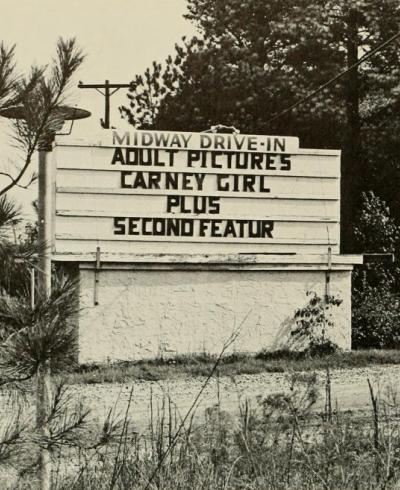 MIDWAY DRIVE-IN
ADULT PICTURES
CARNEY GIRL
PLUS
SECOND FEATUR